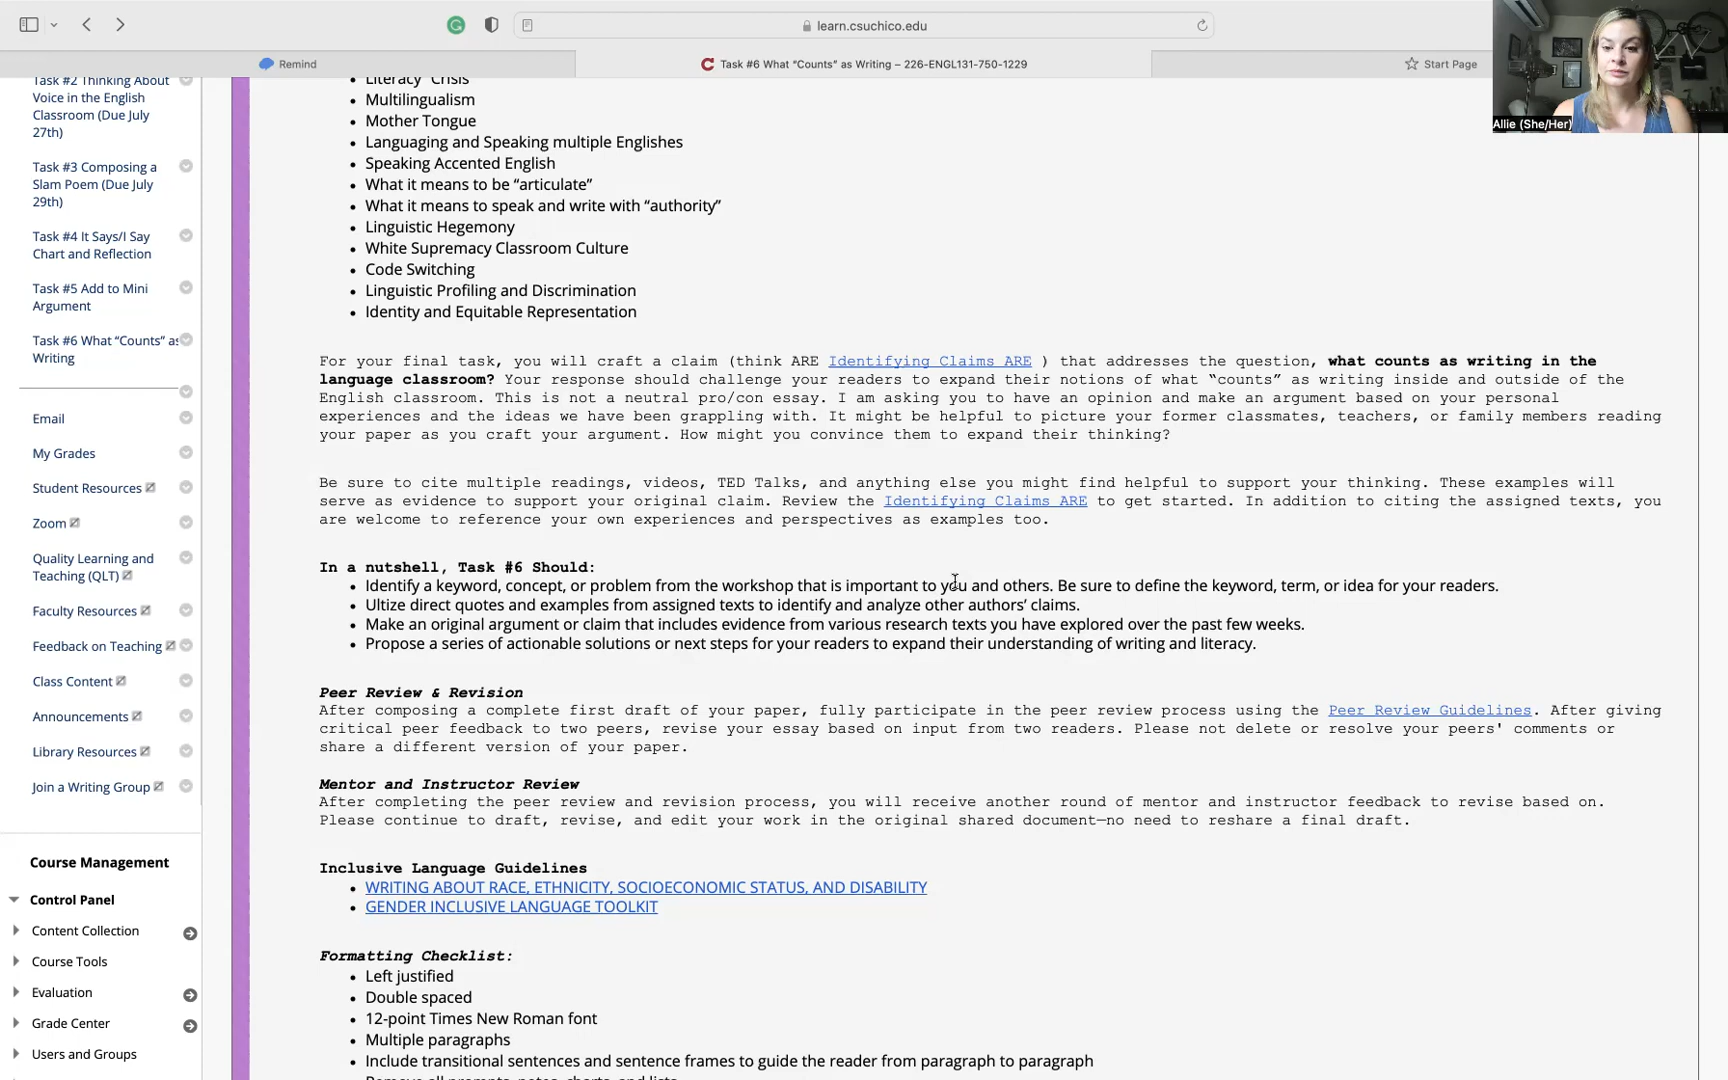 learn.csuchico.edu
Remind
Task #6 What “Counts” as Writing – 226-ENGL131-750-1229
Start Page
Allie (She/Her)
Task #2 Thinking About
Voice in the English
Classroom (Due July
27th)
Task #3 Composing a
Slam Poem (Due July
29th)
Task #4 It Says/I Say
Chart and Reflection
Task #5 Add to Mini
Argument
Task #6 What “Counts” as
Writing
Email
My Grades
Student Resources
Zoom
Quality Learning and
Teaching (QLT)
Faculty Resources
Feedback on Teaching
Class Content
Announcements
Library Resources
Join a Writing Group
Course Management
Control Panel
Content Collection
Course Tools
Evaluation
Grade Center
Users and Groups
Literacy “Crisis”
• Multilingualism
• Mother Tongue
• Languaging and Speaking multiple Englishes
• Speaking Accented English
• What it means to be “articulate”
• What it means to speak and write with “authority”
• Linguistic Hegemony
• White Supremacy Classroom Culture
• Code Switching
• Linguistic Profiling and Discrimination
• Identity and Equitable Representation
For your final task, you will craft a claim (think ARE Identifying Claims ARE ) that addresses the question, what counts as writing in the
language classroom? Your response should challenge your readers to expand their notions of what “counts” as writing inside and outside of the
English classroom. This is not a neutral pro/con essay. I am asking you to have an opinion and make an argument based on your personal
experiences and the ideas we have been grappling with. It might be helpful to picture your former classmates, teachers, or family members reading
your paper as you craft your argument. How might you convince them to expand their thinking?
Be sure to cite multiple readings, videos, TED Talks, and anything else you might find helpful to support your thinking. These examples will
serve as evidence to support your original claim. Review the Identifying Claims ARE to get started. In addition to citing the assigned texts, you
are welcome to reference your own experiences and perspectives as examples too.
In a nutshell, Task #6 Should:
• Identify a keyword, concept, or problem from the workshop that is important to you and others. Be sure to define the keyword, term, or idea for your readers.
• Ultize direct quotes and examples from assigned texts to identify and analyze other authors’ claims.
• Make an original argument or claim that includes evidence from various research texts you have explored over the past few weeks.
• Propose a series of actionable solutions or next steps for your readers to expand their understanding of writing and literacy.
Peer Review & Revision
After composing a complete first draft of your paper, fully participate in the peer review process using the Peer Review Guidelines. After giving
critical peer feedback to two peers, revise your essay based on input from two readers. Please not delete or resolve your peers' comments or
share a different version of your paper.
Mentor and Instructor Review
After completing the peer review and revision process, you will receive another round of mentor and instructor feedback to revise based on.
Please continue to draft, revise, and edit your work in the original shared document—no need to reshare a final draft.
Inclusive Language Guidelines
• WRITING ABOUT RACE, ETHNICITY, SOCIOECONOMIC STATUS, AND DISABILITY
• GENDER INCLUSIVE LANGUAGE TOOLKIT
Formatting Checklist:
• Left justified
• Double spaced
• 12-point Times New Roman font
• Multiple paragraphs
• Include transitional sentences and sentence frames to guide the reader from paragraph to paragraph